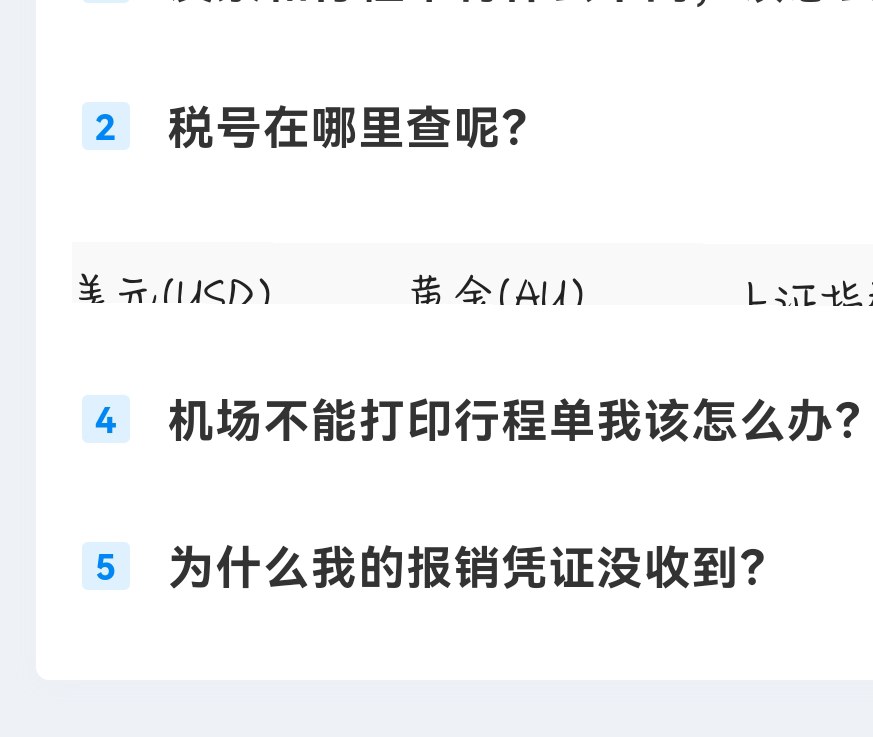 2 税号在哪里查呢?
美元(USD) 黄金(AU) 上证指
4 机场不能打印行程单我该怎么办?
5 为什么我的报销凭证没收到?